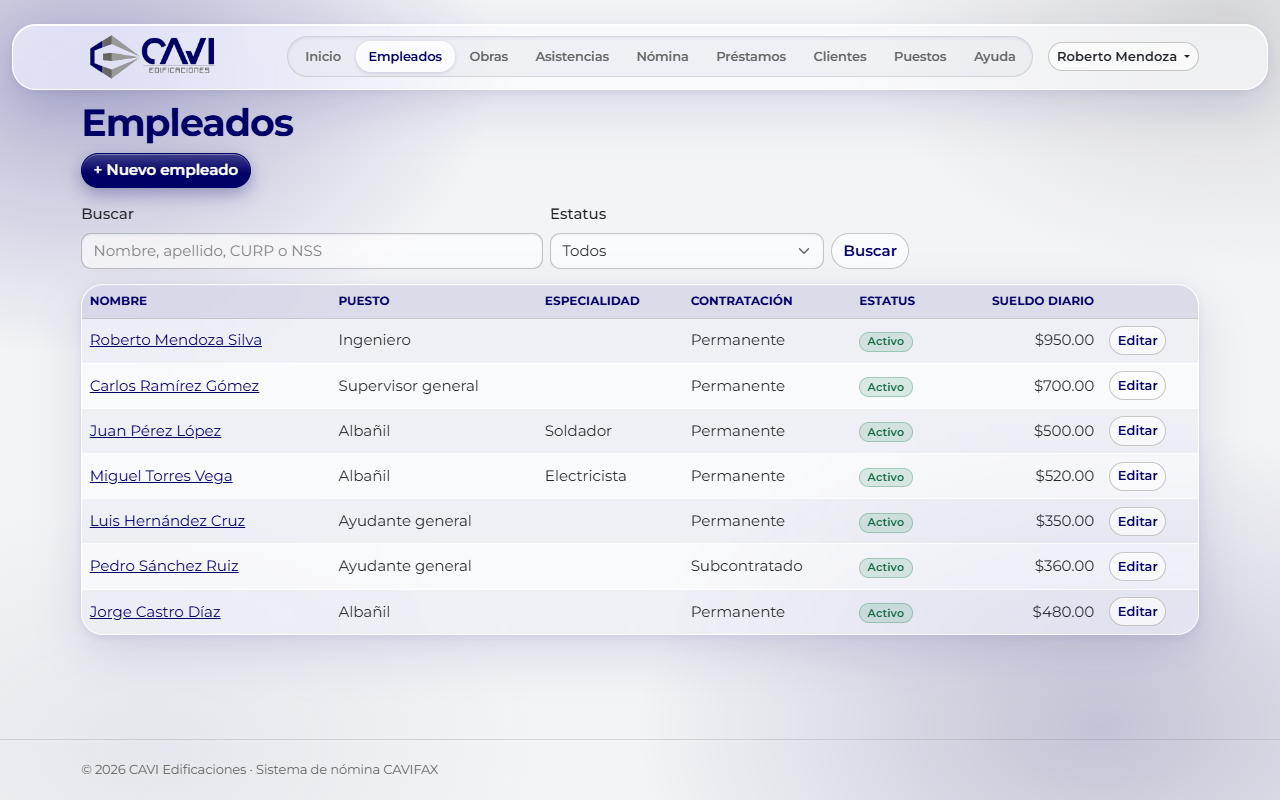 CAVI
EDIFICACIONES
Inicio Empleados Obras Asistencias Nómina Préstamos Clientes Puestos Ayuda Roberto Mendoza
Empleados
+ Nuevo empleado
Buscar Estatus
Nombre, apellido, CURP o NSS Todos Buscar
NOMBRE PUESTO ESPECIALIDAD CONTRATACIÓN ESTATUS SUELDO DIARIO
Roberto Mendoza Silva Ingeniero Permanente Activo $950.00 Editar
Carlos Ramírez Gómez Supervisor general Permanente Activo $700.00 Editar
Juan Pérez López Albañil Soldador Permanente Activo $500.00 Editar
Miguel Torres Vega Albañil Electricista Permanente Activo $520.00 Editar
Luis Hernández Cruz Ayudante general Permanente Activo $350.00 Editar
Pedro Sánchez Ruiz Ayudante general Subcontratado Activo $360.00 Editar
Jorge Castro Díaz Albañil Permanente Activo $480.00 Editar
© 2026 CAVI Edificaciones · Sistema de nómina CAVIFAX